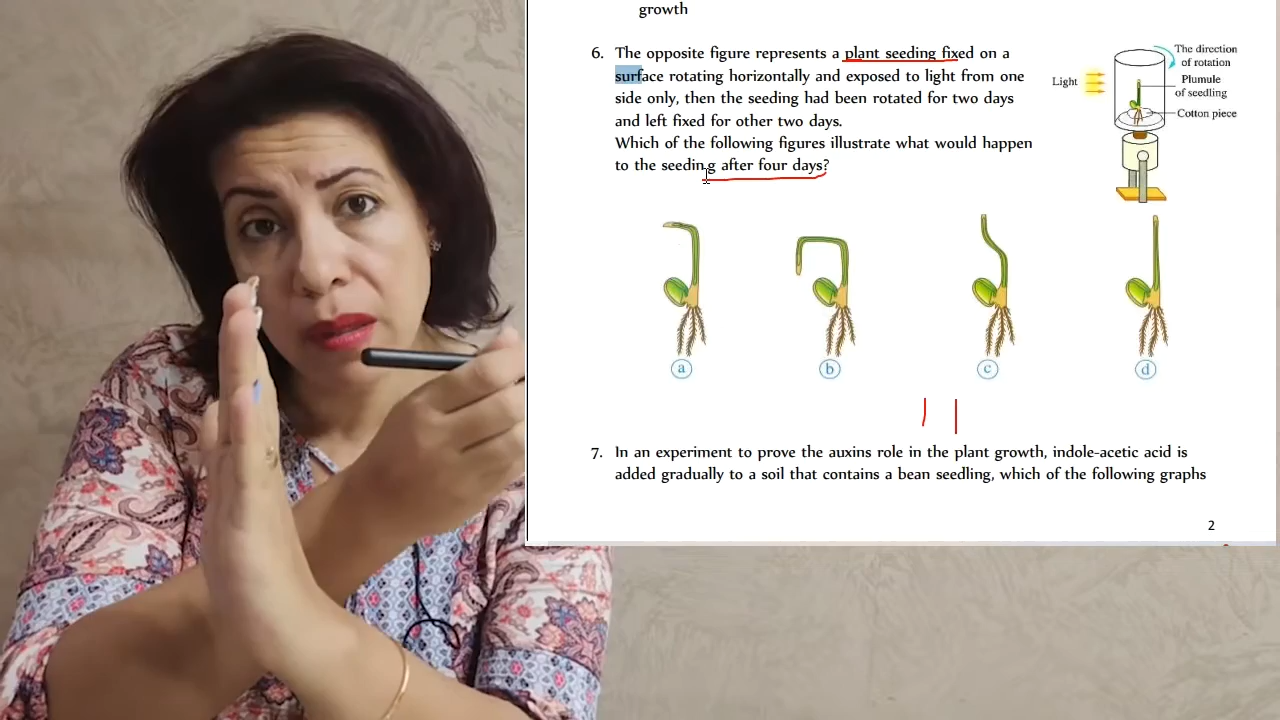 growth
6. The opposite figure represents a plant seeding fixed on a
surface rotating horizontally and exposed to light from one
side only, then the seeding had been rotated for two days
and left fixed for other two days.
Which of the following figures illustrate what would happen
to the seeding after four days?
The direction
of rotation
Light
Plumule
of seedling
Cotton piece
a
b
c
d
7. In an experiment to prove the auxins role in the plant growth, indole-acetic acid is
added gradually to a soil that contains a bean seedling, which of the following graphs
2